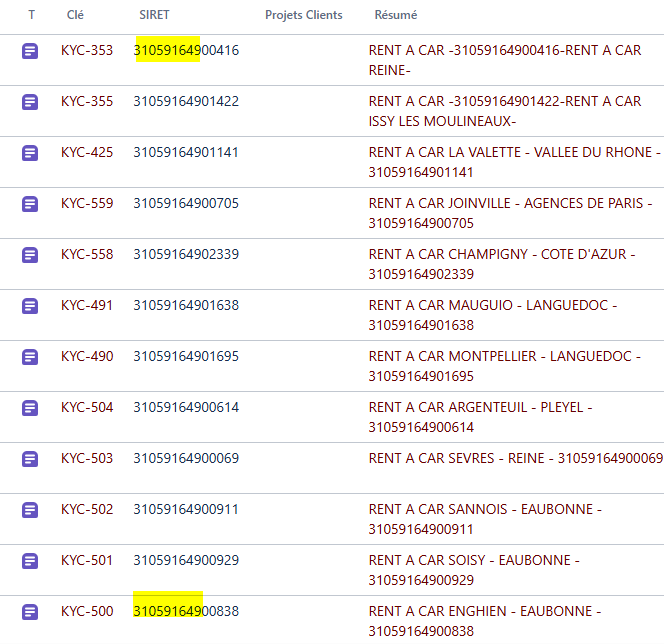 T Clé SIRET Projets Clients Résumé
KYC-353 31059164900416 RENT A CAR -31059164900416-RENT A CAR
REINE-
KYC-355 31059164901422 RENT A CAR -31059164901422-RENT A CAR
ISSY LES MOULINEAUX-
KYC-425 31059164901141 RENT A CAR LA VALETTE - VALLEE DU RHONE -
31059164901141
KYC-559 31059164900705 RENT A CAR JOINVILLE - AGENCES DE PARIS -
31059164900705
KYC-558 31059164902339 RENT A CAR CHAMPIGNY - COTE D'AZUR -
31059164902339
KYC-491 31059164901638 RENT A CAR MAUGUIO - LANGUEDOC -
31059164901638
KYC-490 31059164901695 RENT A CAR MONTPELLIER - LANGUEDOC -
31059164901695
KYC-504 31059164900614 RENT A CAR ARGENTEUIL - PLEYEL -
31059164900614
KYC-503 31059164900069 RENT A CAR SEVRES - REINE - 31059164900069
KYC-502 31059164900911 RENT A CAR SANNOIS - EAUBONNE -
31059164900911
KYC-501 31059164900929 RENT A CAR SOISY - EAUBONNE -
31059164900929
KYC-500 31059164900838 RENT A CAR ENGHIEN - EAUBONNE -
31059164900838